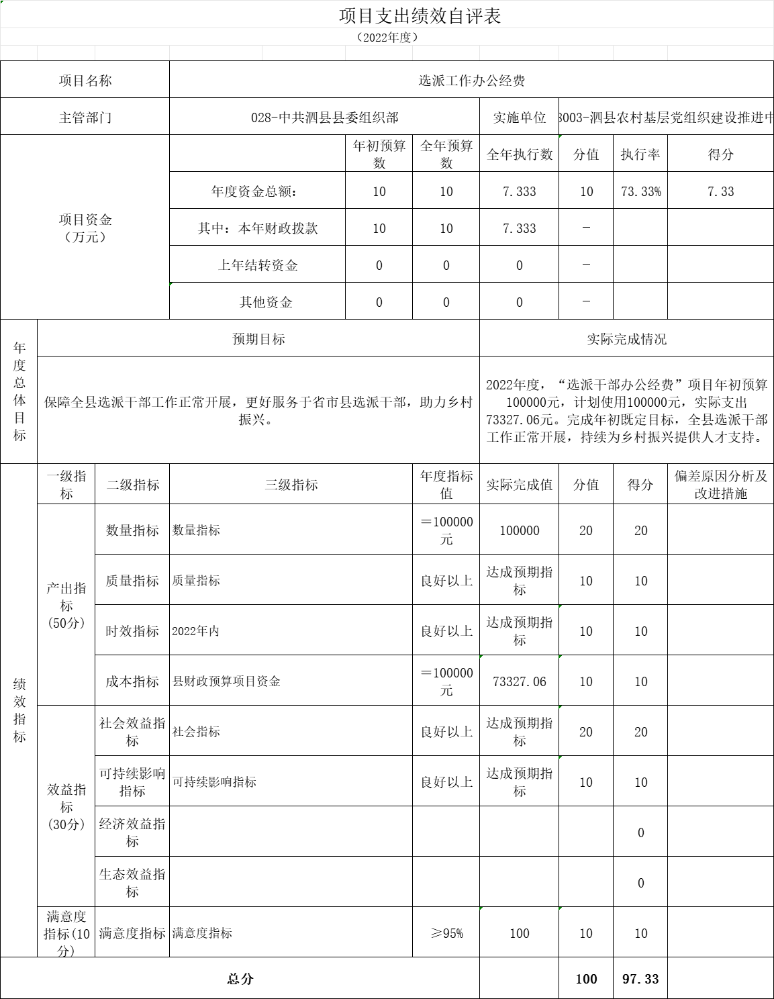 项目支出绩效自评表
（2022年度）
项目名称
选派工作办公经费
主管部门
028-中共泗县县委组织部
实施单位
8003-泗县农村基层党组织建设推进中
项目资金
（万元）
年初预算
数
全年预算
数
全年执行数
分值
执行率
得分
年度资金总额：
10
10
7.333
10
73.33%
7.33
其中：本年财政拨款
10
10
7.333
－
上年结转资金
0
0
0
－
其他资金
0
0
0
－
年
度
总
体
目
标
预期目标
实际完成情况
保障全县选派干部工作正常开展，更好服务于省市县选派干部，助力乡村
振兴。
2022年度，“选派干部办公经费”项目年初预算
100000元，计划使用100000元，实际支出
73327.06元。完成年初既定目标，全县选派干部
工作正常开展，持续为乡村振兴提供人才支持。
绩
效
指
标
一级指
标
二级指标
三级指标
年度指标
值
实际完成值
分值
得分
偏差原因分析及
改进措施
产出指
标
(50分)
数量指标
数量指标
＝100000
元
100000
20
20
质量指标
质量指标
良好以上
达成预期指
标
10
10
时效指标
2022年内
良好以上
达成预期指
标
10
10
成本指标
县财政预算项目资金
＝100000
元
73327.06
10
10
效益指
标
(30分)
社会效益指
标
社会指标
良好以上
达成预期指
标
20
20
可持续影响
指标
可持续影响指标
良好以上
达成预期指
标
10
10
经济效益指
标
0
生态效益指
标
0
满意度
指标(10
分)
满意度指标
满意度指标
≥95%
100
10
10
总分
100
97.33